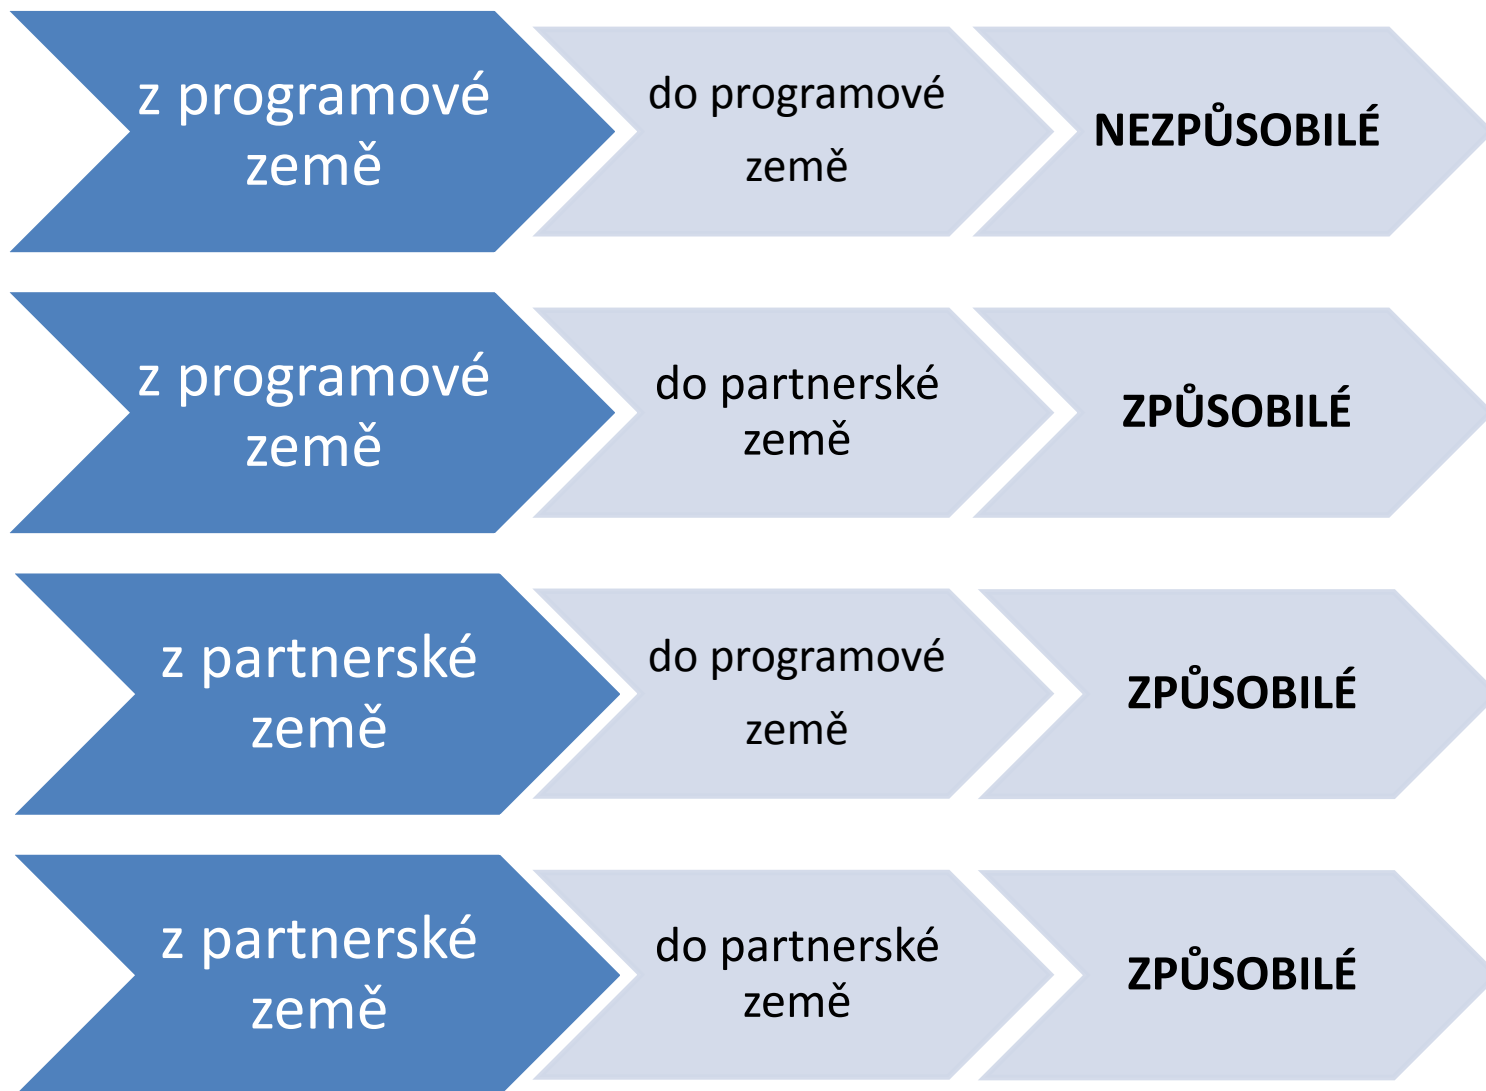 z programové
země
do programové
země
NEZPŮSOBILÉ
z programové
země
do partnerské
země
ZPŮSOBILÉ
z partnerské
země
do programové
země
ZPŮSOBILÉ
z partnerské
země
do partnerské
země
ZPŮSOBILÉ